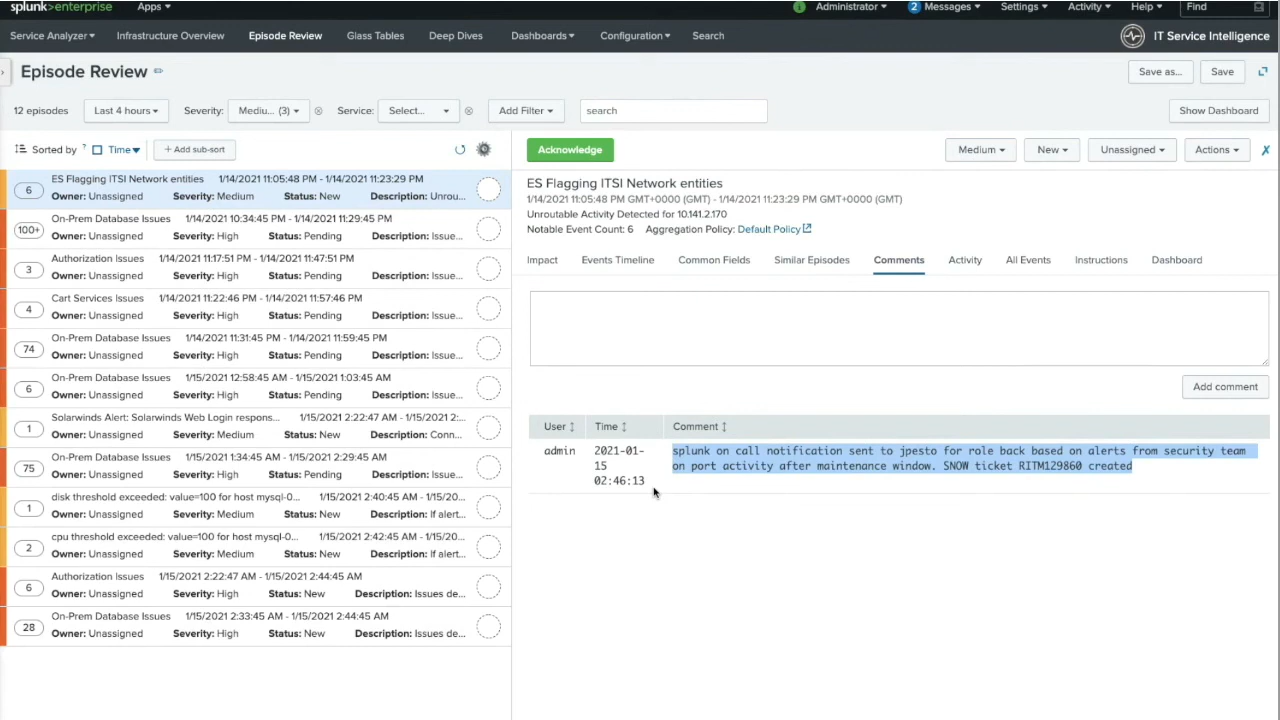 splunk>enterprise Apps Administrator 2 Messages Settings Activity Help Find
Service Analyzer Infrastructure Overview Episode Review Glass Tables Deep Dives Dashboards Configuration Search IT Service Intelligence
Episode Review Save as... Save
12 episodes Last 4 hours Severity: Mediu... (3) Service: Select... Add Filter search Show Dashboard
Sorted by ? Time + Add sub-sort
6 ES Flagging ITSI Network entities 1/14/2021 11:05:48 PM - 1/14/2021 11:23:29 PM
Owner: Unassigned Severity: Medium Status: New Description: Unrou...
100+ On-Prem Database Issues 1/14/2021 10:34:45 PM - 1/14/2021 11:29:45 PM
Owner: Unassigned Severity: High Status: Pending Description: Issue...
3 Authorization Issues 1/14/2021 11:17:51 PM - 1/14/2021 11:47:51 PM
Owner: Unassigned Severity: High Status: Pending Description: Issue...
4 Cart Services Issues 1/14/2021 11:22:46 PM - 1/14/2021 11:57:46 PM
Owner: Unassigned Severity: High Status: Pending Description: Issue...
74 On-Prem Database Issues 1/14/2021 11:31:45 PM - 1/14/2021 11:59:45 PM
Owner: Unassigned Severity: High Status: Pending Description: Issue...
6 On-Prem Database Issues 1/15/2021 12:58:45 AM - 1/15/2021 1:03:45 AM
Owner: Unassigned Severity: High Status: Pending Description: Issue...
1 Solarwinds Alert: Solarwinds Web Login respons... 1/15/2021 2:22:47 AM - 1/15/2021 2:...
Owner: Unassigned Severity: Medium Status: New Description: Conn...
75 On-Prem Database Issues 1/15/2021 1:34:45 AM - 1/15/2021 2:29:45 AM
Owner: Unassigned Severity: High Status: Pending Description: Issue...
1 disk threshold exceeded: value=100 for host mysql-0... 1/15/2021 2:40:45 AM - 1/15/20...
Owner: Unassigned Severity: Medium Status: New Description: If alert...
2 cpu threshold exceeded: value=100 for host mysql-0... 1/15/2021 2:42:45 AM - 1/15/20...
Owner: Unassigned Severity: Medium Status: New Description: If alert...
6 Authorization Issues 1/15/2021 2:22:47 AM - 1/15/2021 2:44:45 AM
Owner: Unassigned Severity: High Status: New Description: Issues de...
28 On-Prem Database Issues 1/15/2021 2:33:45 AM - 1/15/2021 2:44:45 AM
Owner: Unassigned Severity: High Status: New Description: Issues de...
Acknowledge Medium New Unassigned Actions
ES Flagging ITSI Network entities
1/14/2021 11:05:48 PM GMT+0000 (GMT) - 1/14/2021 11:23:29 PM GMT+0000 (GMT)
Unroutable Activity Detected for 10.141.2.170
Notable Event Count: 6 Aggregation Policy: Default Policy
Impact Events Timeline Common Fields Similar Episodes Comments Activity All Events Instructions Dashboard
Add comment
User Time Comment
admin 2021-01-
15
02:46:13
splunk on call notification sent to jpesto for role back based on alerts from security team
on port activity after maintenance window. SNOW ticket RITM129860 created